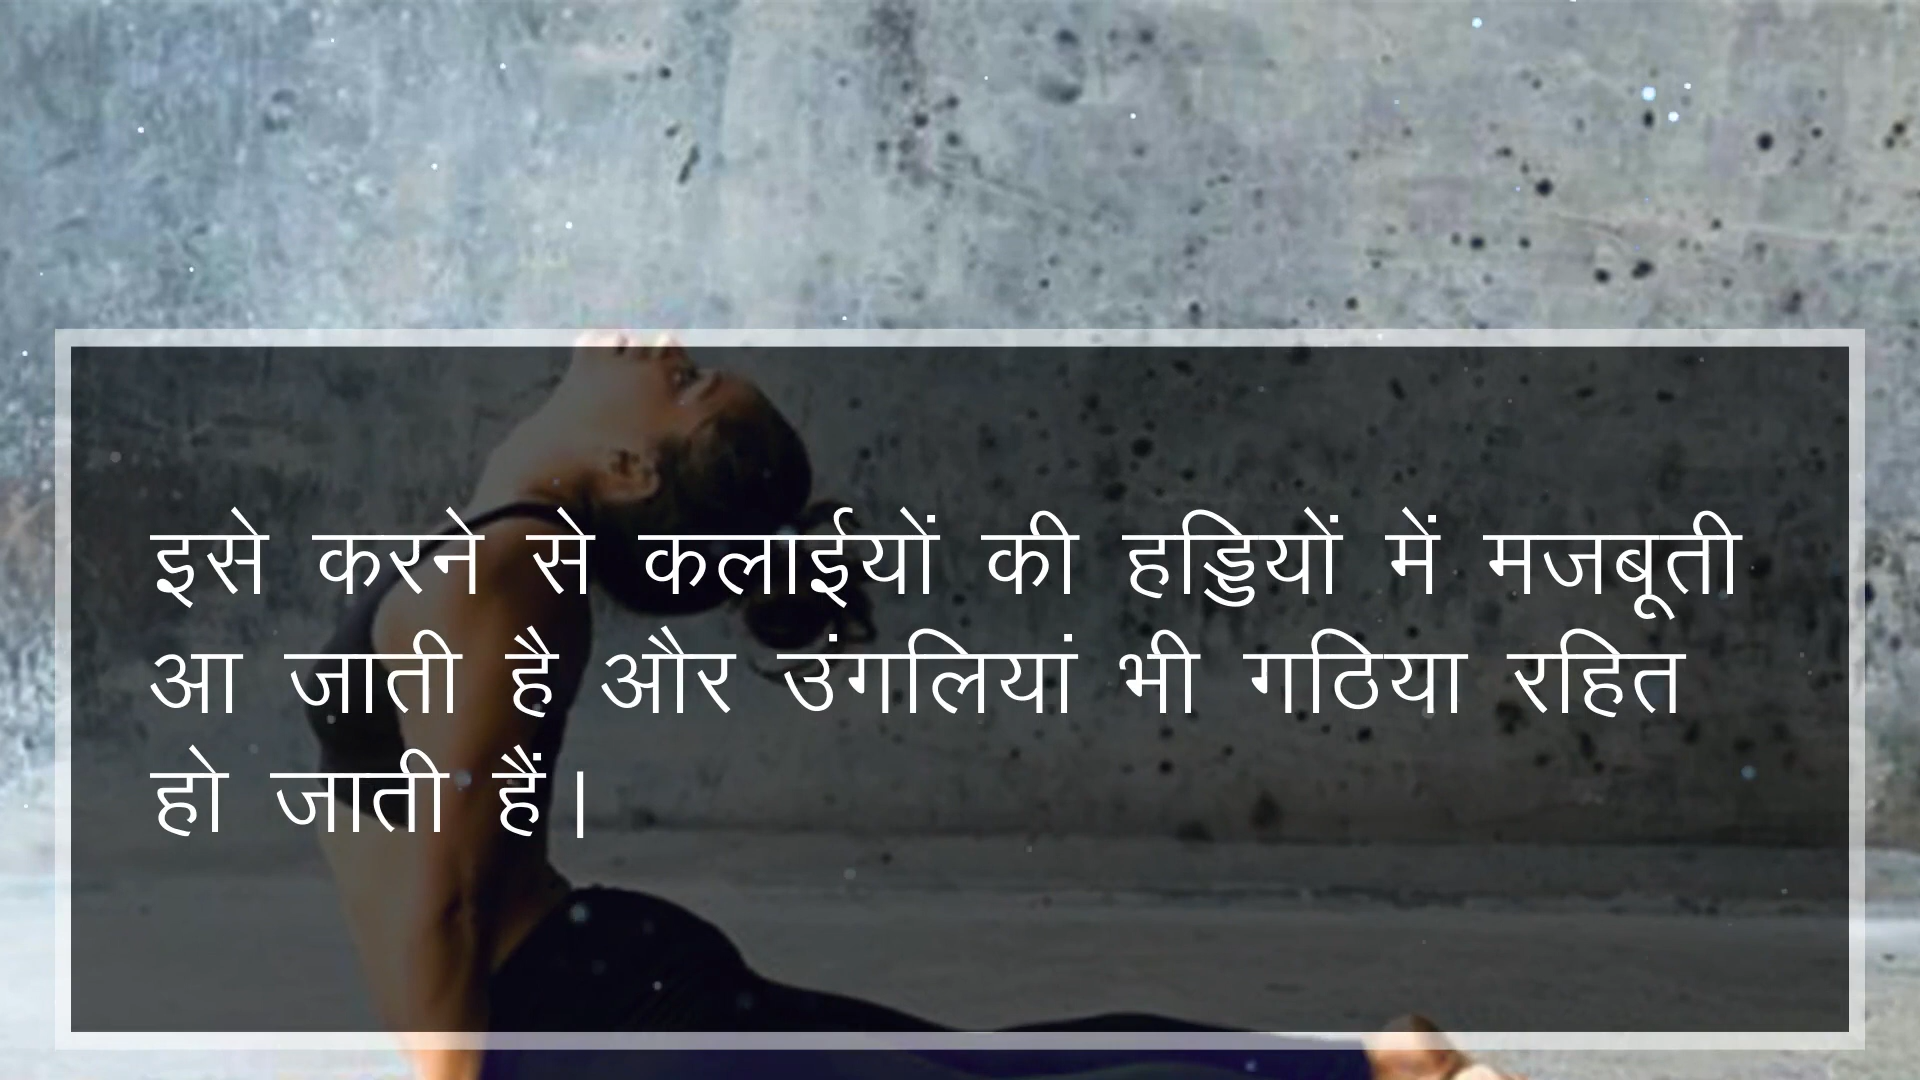 इसे करने से कलाईयों की हड्डियों में मजबूती
आ जाती है और उंगलियां भी गठिया रहित
हो जाती हैं।